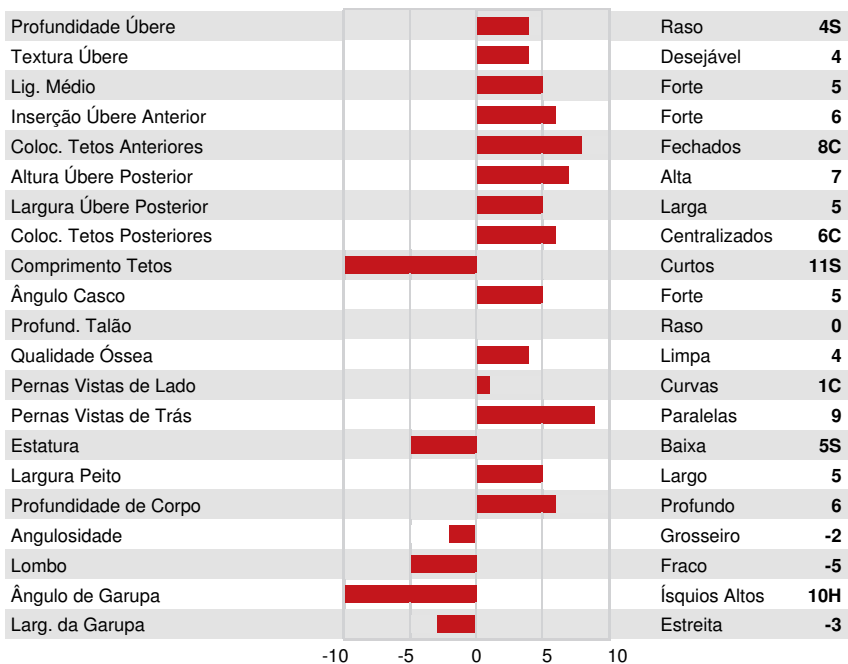 Profundidade Úbere Raso 4S
Textura Úbere Desejável 4
Lig. Médio Forte 5
Inserção Úbere Anterior Forte 6
Coloc. Tetos Anteriores Fechados 8C
Altura Úbere Posterior Alta 7
Largura Úbere Posterior Larga 5
Coloc. Tetos Posteriores Centralizados 6C
Comprimento Tetos Curtos 11S
Ângulo Casco Forte 5
Profund. Talão Raso 0
Qualidade Óssea Limpa 4
Pernas Vistas de Lado Curvas 1C
Pernas Vistas de Trás Paralelas 9
Estatura Baixa 5S
Largura Peito Largo 5
Profundidade de Corpo Profundo 6
Angulosidade Grosseiro -2
Lombo Fraco -5
Ângulo de Garupa Ísquios Altos 10H
Larg. da Garupa Estreita -3
-10 -5 0 5 10